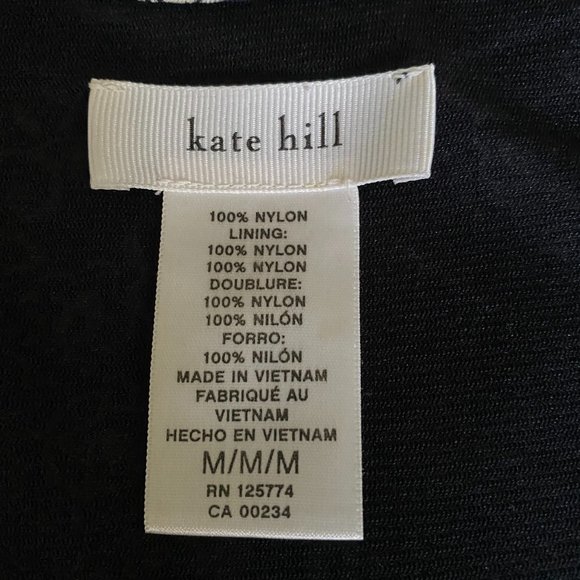 kate hill
100% NYLON
LINING:
100% NYLON
100% NYLON
DOUBLURE:
100% NYLON
100% NILÓN
FORRO:
100% NILÓN
MADE IN VIETNAM
FABRIQUÉ AU
VIETNAM
HECHO EN VIETNAM
M/M/M
RN 125774
CA 00234